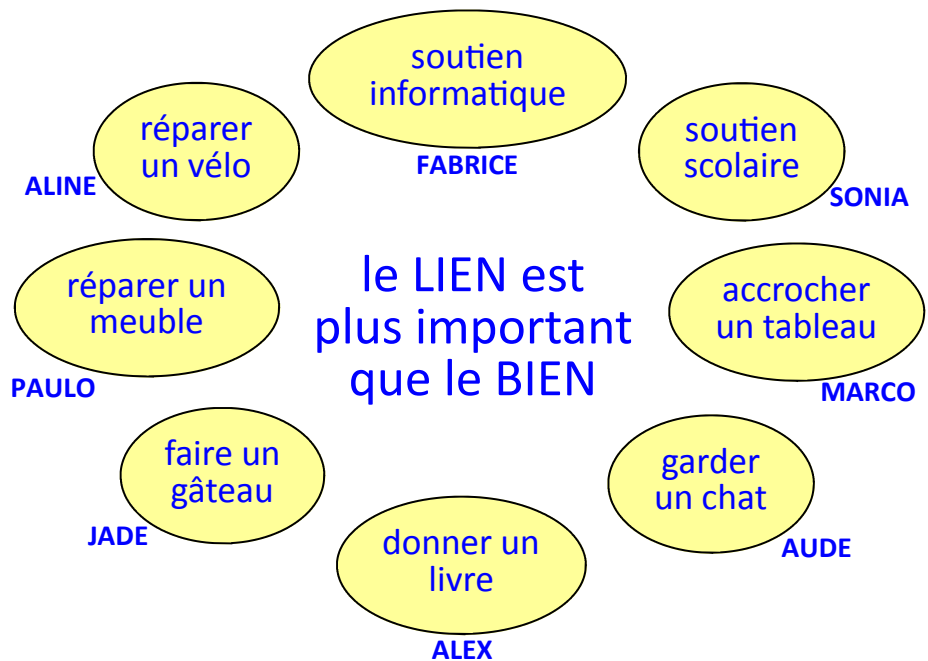 soutien
informatique
FABRICE
soutien
scolaire
SONIA
accrocher
un tableau
MARCO
garder
un chat
AUDE
donner un
livre
ALEX
faire un
gâteau
JADE
réparer un
meuble
PAULO
réparer
un vélo
ALINE
le LIEN est
plus important
que le BIEN